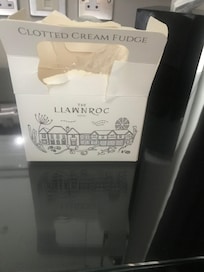 CLOTTED CREAM FUDGE
THE
LLAWNROC